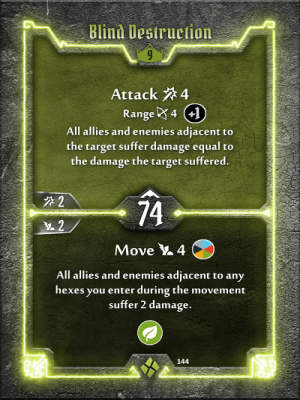 Blind Destruction
9
Attack 4
Range 4 +1
All allies and enemies adjacent to
the target suffer damage equal to
the damage the target suffered.
2
74
2
Move 4
All allies and enemies adjacent to any
hexes you enter during the movement
suffer 2 damage.
144